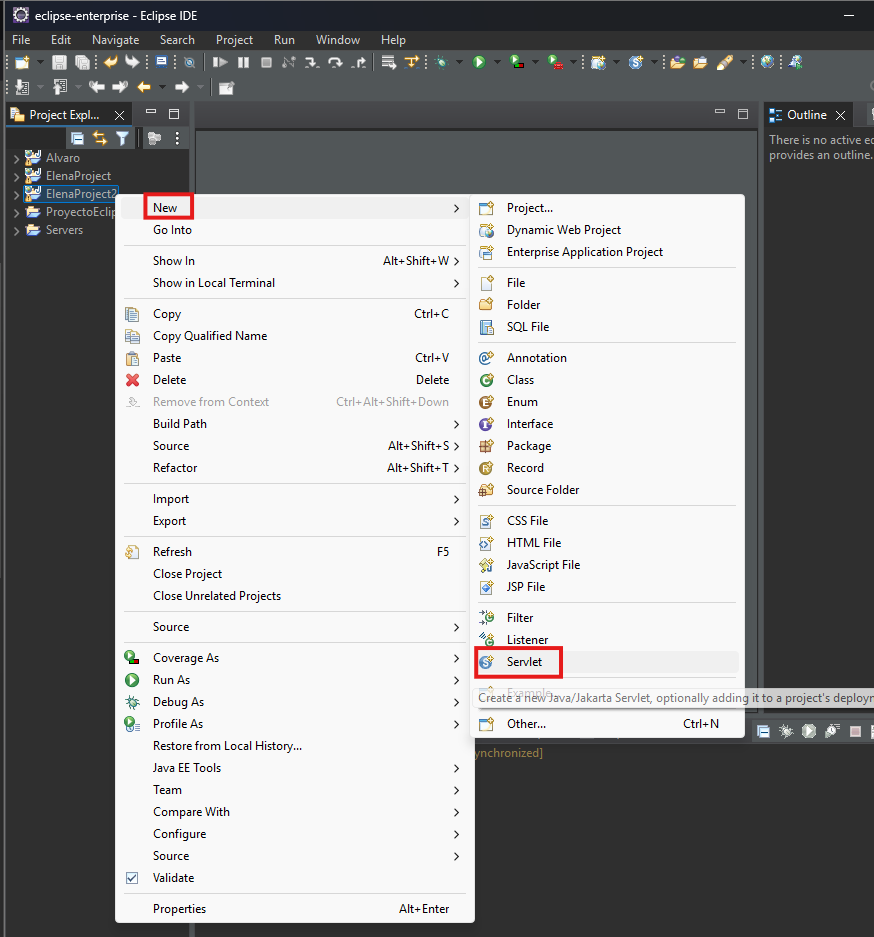 eclipse-enterprise - Eclipse IDE
File Edit Navigate Search Project Run Window Help
Project Expl...
Outline
There is no active
provides an outline.
Alvaro
ElenaProject
ElenaProject2
ProyectoEclip
Servers
New
Go Into
Show In Alt+Shift+W
Show in Local Terminal
Copy Ctrl+C
Copy Qualified Name
Paste Ctrl+V
Delete Delete
Remove from Context Ctrl+Alt+Shift+Down
Build Path
Source Alt+Shift+S
Refactor Alt+Shift+T
Import
Export
Refresh F5
Close Project
Close Unrelated Projects
Source
Coverage As
Run As
Debug As
Profile As
Restore from Local History...
Java EE Tools
Team
Compare With
Configure
Source
Validate
Properties Alt+Enter
Project...
Dynamic Web Project
Enterprise Application Project
File
Folder
SQL File
Annotation
Class
Enum
Interface
Package
Record
Source Folder
CSS File
HTML File
JavaScript File
JSP File
Filter
Listener
Servlet
Example...
Create a new Java/Jakarta Servlet, optionally adding it to a project's deploym
Other... Ctrl+N
ynchronized]